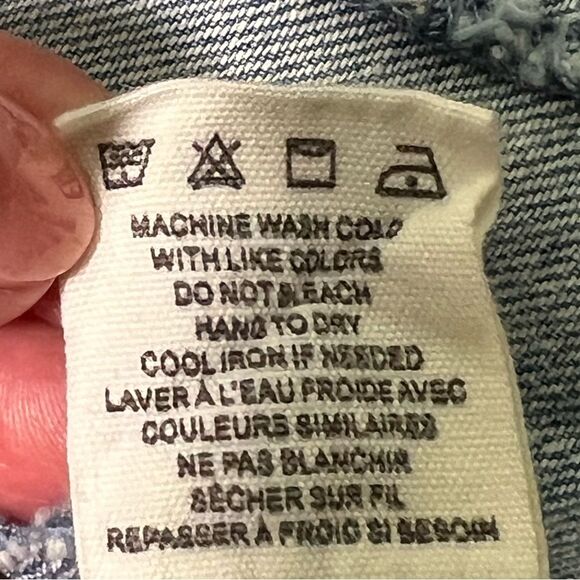 MACHINE WASH COLD
WITH LIKE COLORS
DO NOT BLEACH
HANG TO DRY
COOL IRON IF NEEDED
LAVER À L'EAU FROIDE AVEC
COULEURS SIMILAIRES
NE PAS BLANCHIR
SÉCHER SUR FIL
REPASSER À FROID SI BESOIN